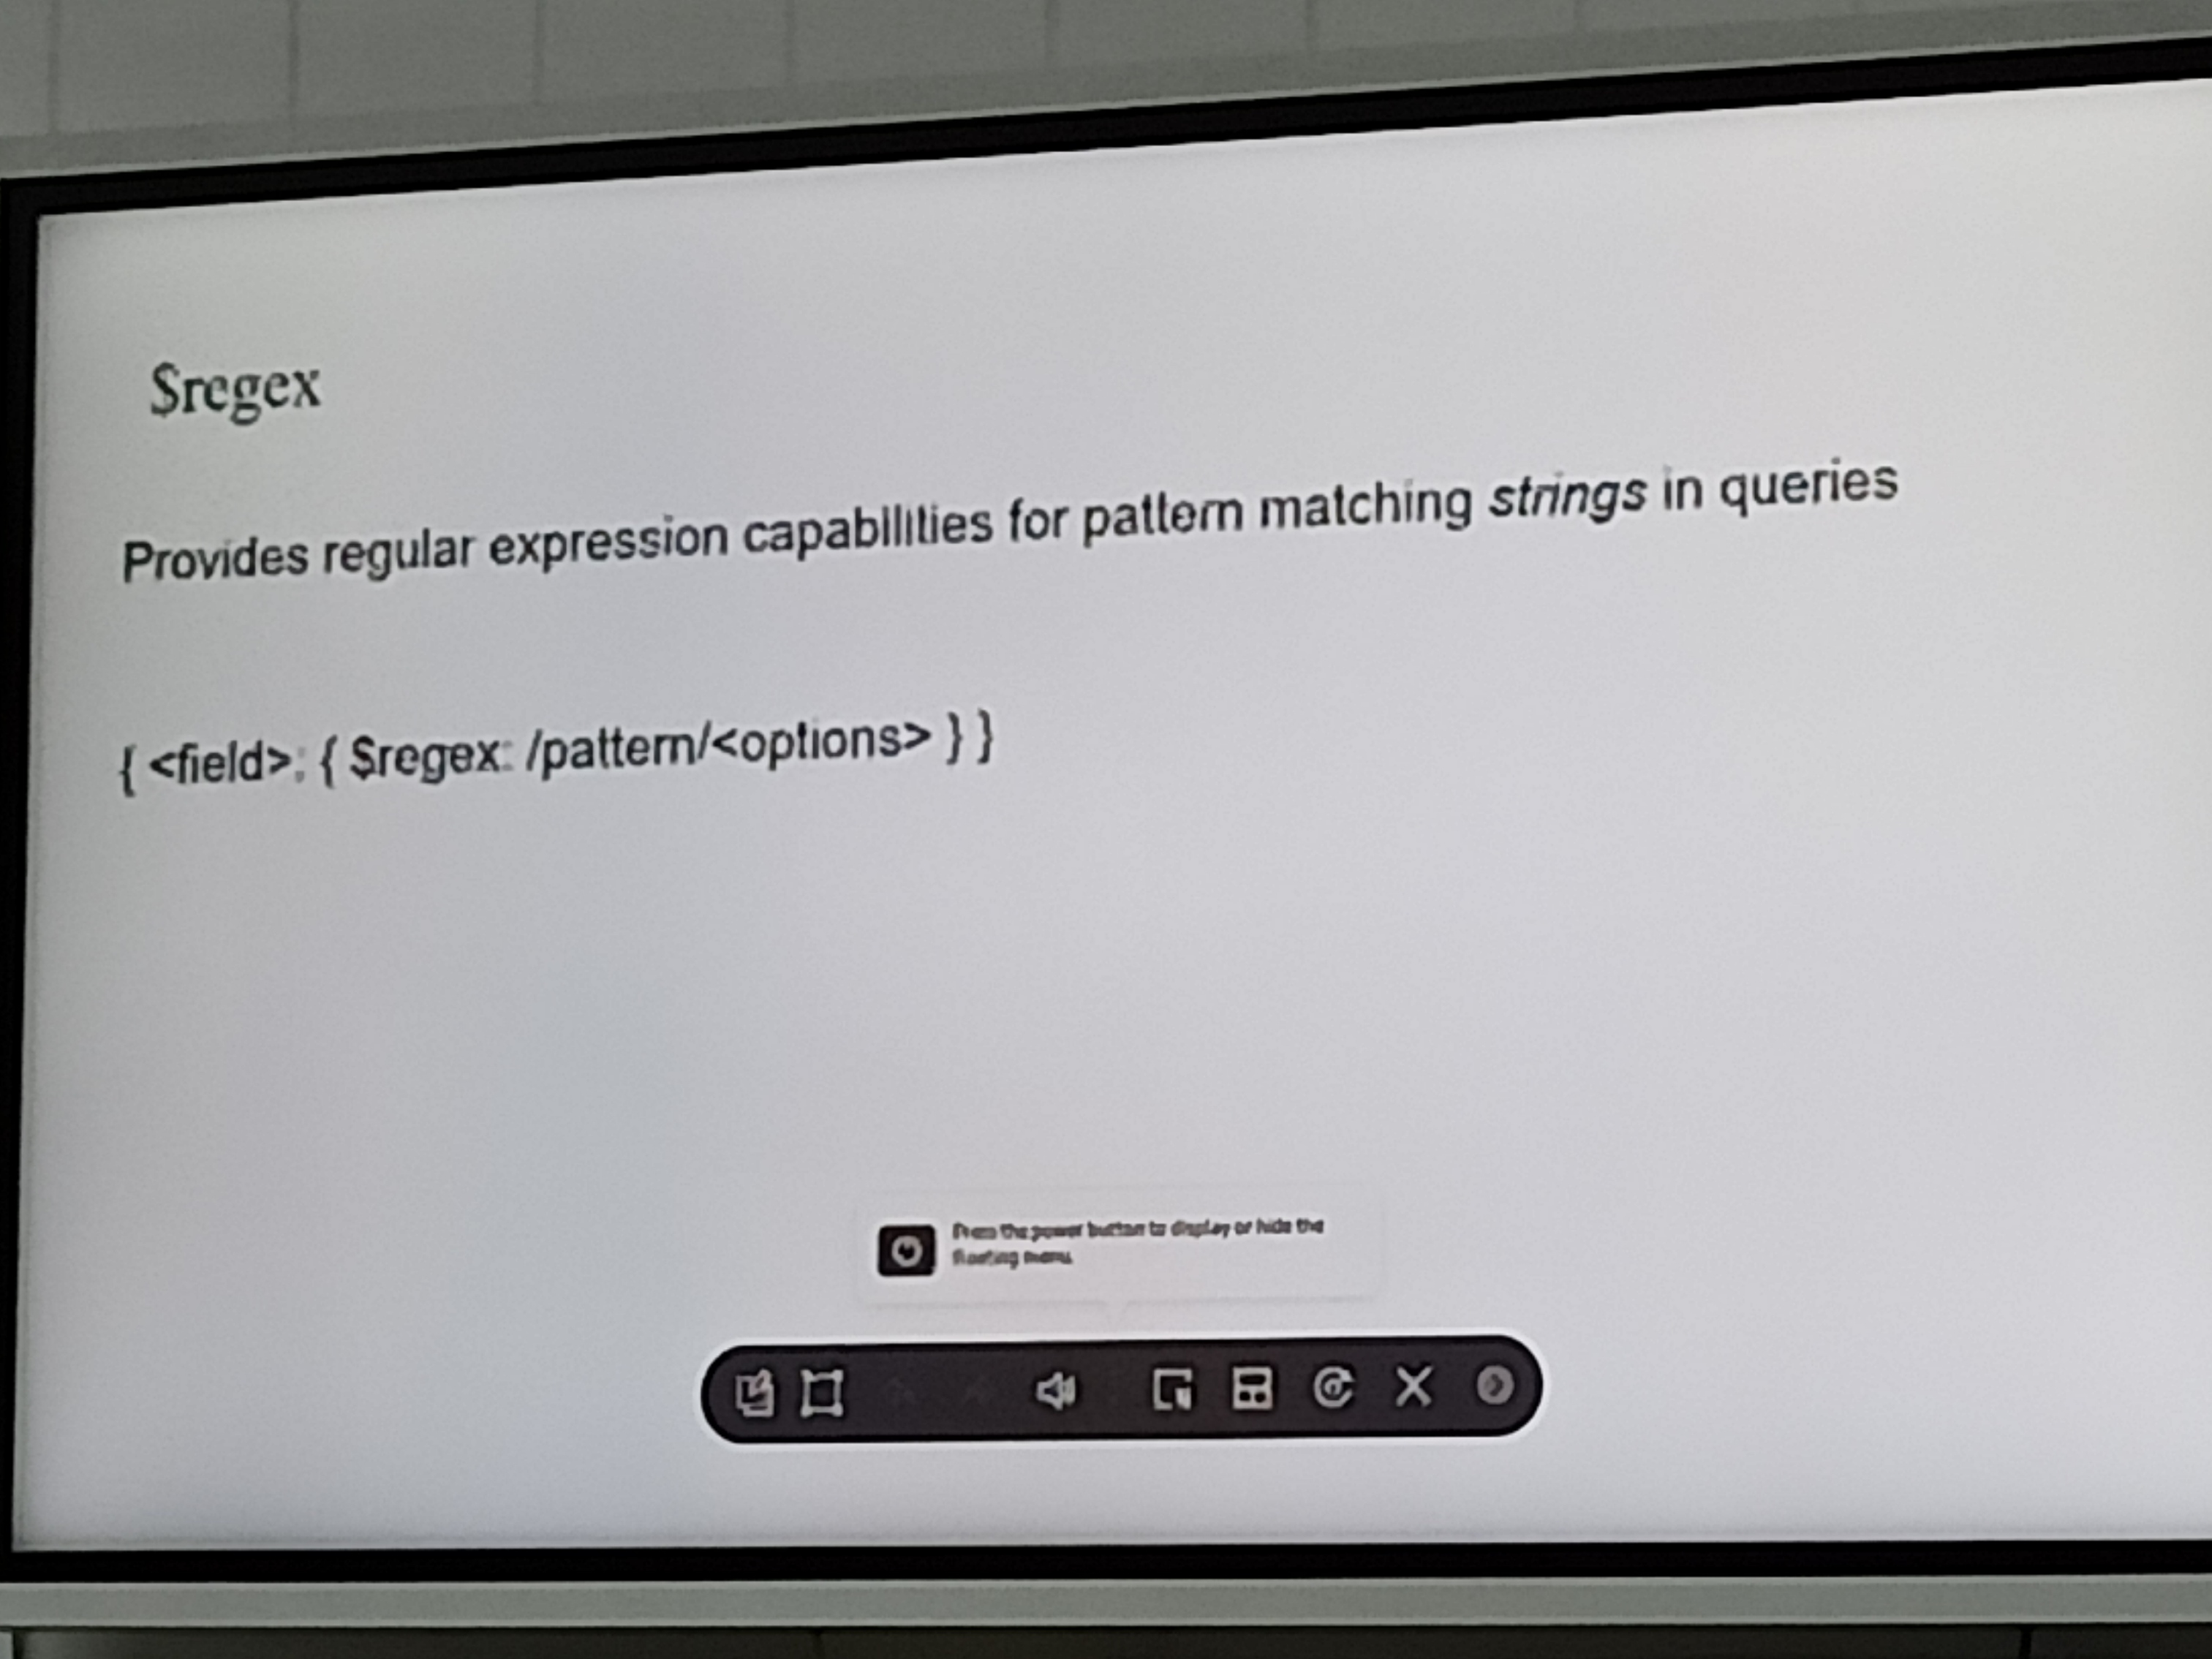 $regex
Provides regular expression capabilities for pattern matching strings in queries
{ <field>: { $regex: /pattern/<options> } }
Press the power button to display or hide the
floating menu.